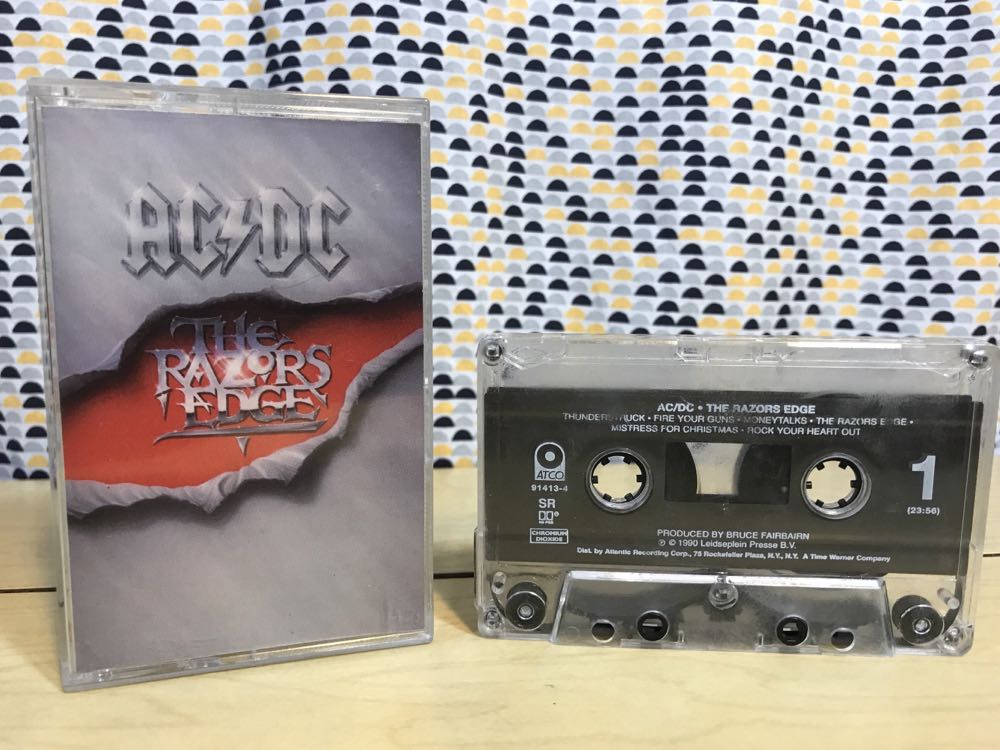 AC/DC
THE
RAZORS
EDGE
AC/DC • THE RAZORS EDGE
THUNDERSTRUCK • FIRE YOUR GUNS • MONEYTALKS • THE RAZORS EDGE •
MISTRESS FOR CHRISTMAS • ROCK YOUR HEART OUT
ATCO
91413-4
SR
CHROMIUM
DIOXIDE
1
(23:56)
PRODUCED BY BRUCE FAIRBAIRN
℗ © 1990 Leidseplein Presse B.V.
Dist. by Atlantic Recording Corp., 75 Rockefeller Plaza, N.Y., N.Y. A Time Warner Company